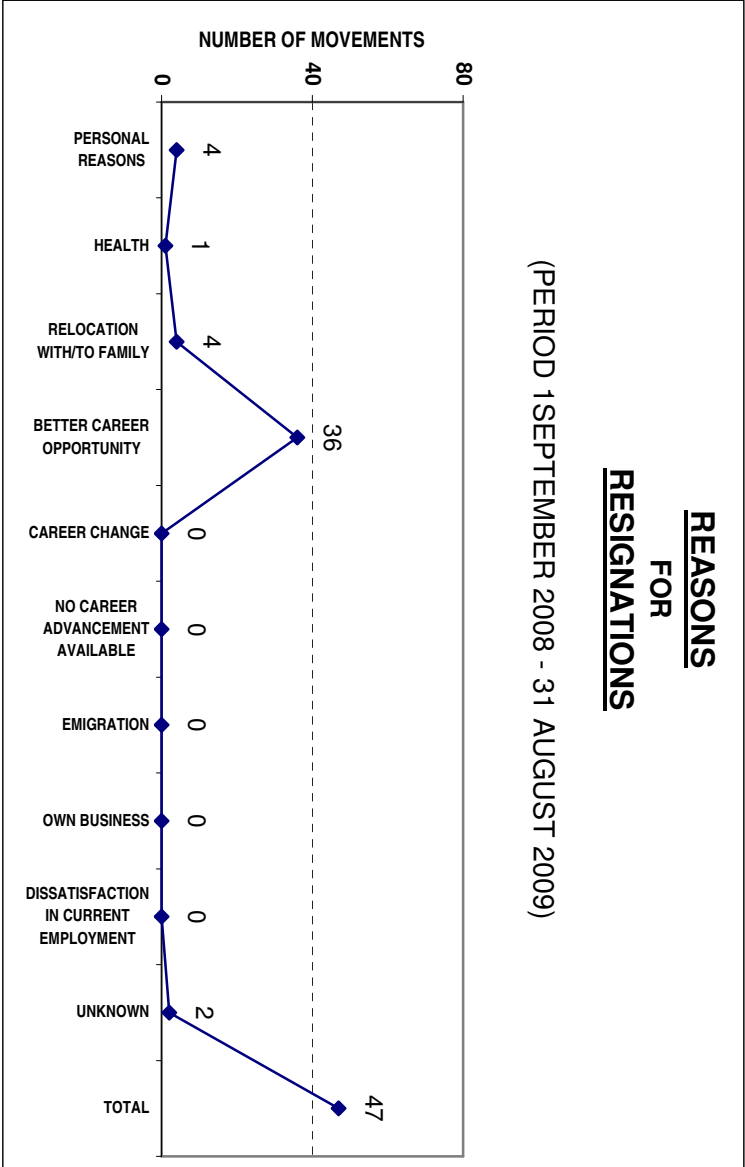 REASONS
FOR
RESIGNATIONS
(PERIOD 1SEPTEMBER 2008 - 31 AUGUST 2009)
NUMBER OF MOVEMENTS
80
40
0
4
1
4
36
0
0
0
0
0
2
47
PERSONAL
REASONS
HEALTH
RELOCATION
WITH/TO FAMILY
BETTER CAREER
OPPORTUNITY
CAREER CHANGE
NO CAREER
ADVANCEMENT
AVAILABLE
EMIGRATION
OWN BUSINESS
DISSATISFACTION
IN CURRENT
EMPLOYMENT
UNKNOWN
TOTAL